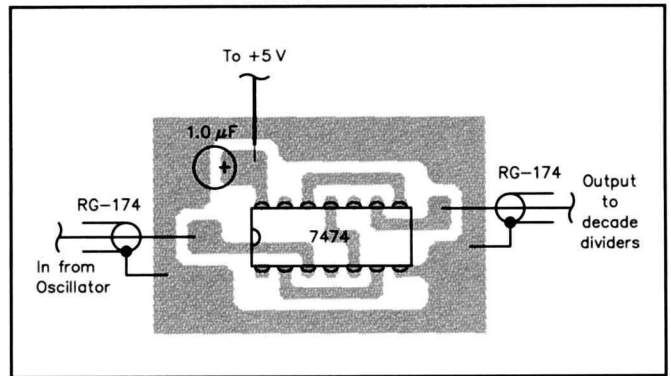 To +5 V
1.0 μF
+
RG-174
RG-174
Output
to
decade
dividers
7474
In from
Oscillator